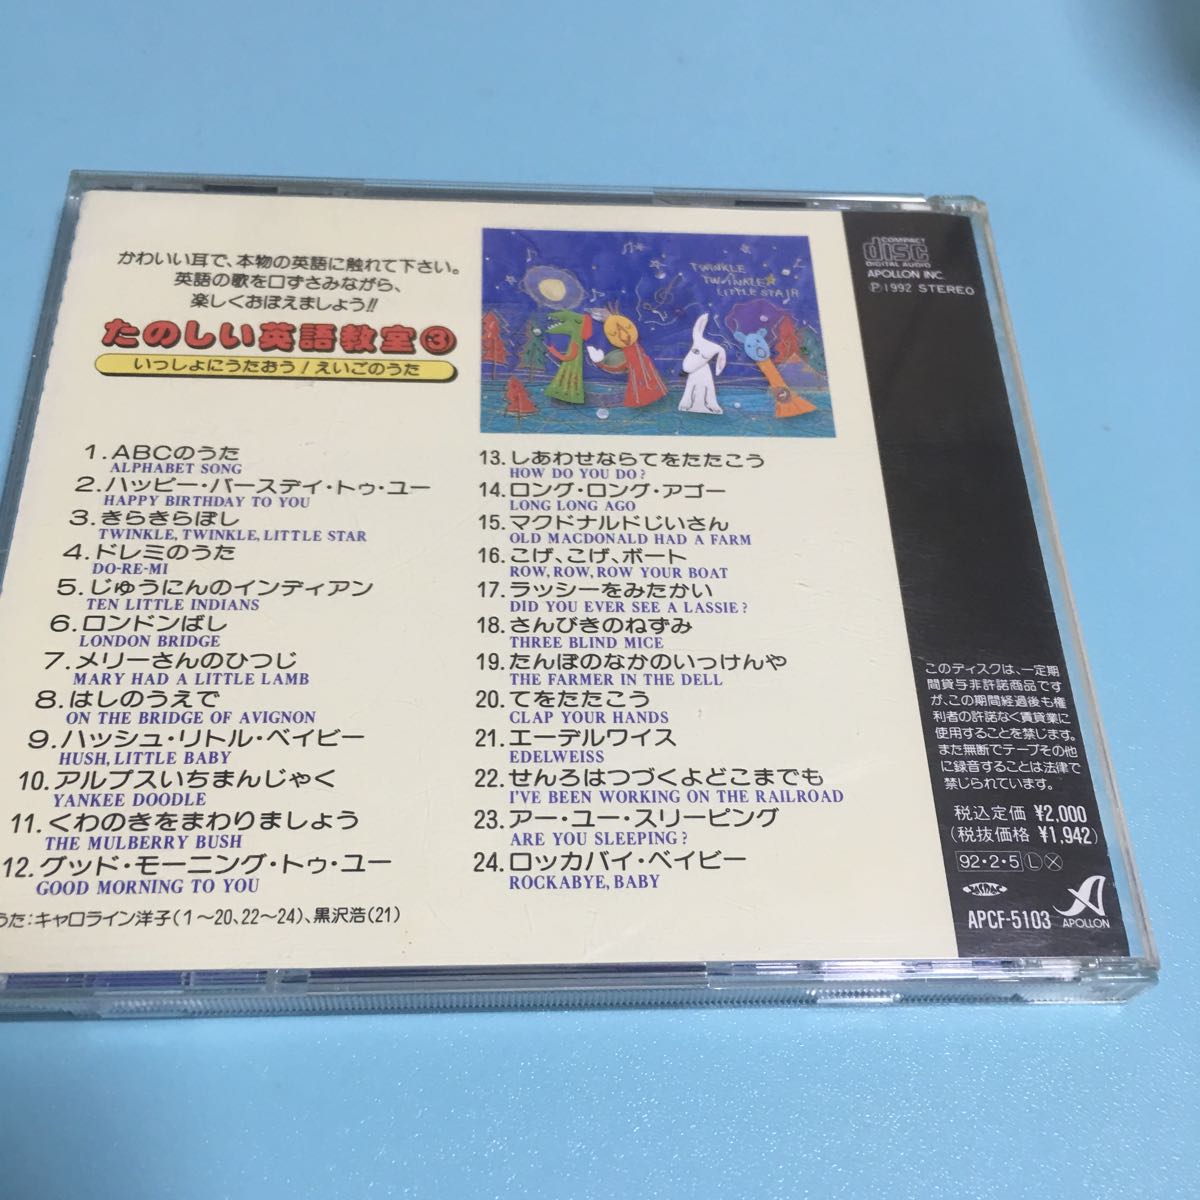 かわいい耳で、本物の英語に触れて下さい。
英語の歌を口ずさみながら、
楽しくおぼえましょう!!
たのしい英語教室③
いっしょにうたおう!えいごのうた
TWINKLE
TWINKLE
LITTLE STAR
COMPACT
disc
DIGITAL AUDIO
APOLLON INC.
Ⓟ1992 STEREO
1.ABCのうた
ALPHABET SONG
2.ハッピー・バースデイ・トゥ・ユー
HAPPY BIRTHDAY TO YOU
3.きらきらぼし
TWINKLE, TWINKLE, LITTLE STAR
4.ドレミのうた
DO-RE-MI
5.じゅうにんのインディアン
TEN LITTLE INDIANS
6.ロンドンばし
LONDON BRIDGE
7.メリーさんのひつじ
MARY HAD A LITTLE LAMB
8.はしのうえで
ON THE BRIDGE OF AVIGNON
9.ハッシュ・リトル・ベイビー
HUSH, LITTLE BABY
10.アルプスいちまんじゃく
YANKEE DOODLE
11.くわのきをまわりましょう
THE MULBERRY BUSH
12.グッド・モーニング・トゥ・ユー
GOOD MORNING TO YOU
13.しあわせならてをたたこう
HOW DO YOU DO?
14.ロング・ロング・アゴー
LONG LONG AGO
15.マクドナルドじいさん
OLD MACDONALD HAD A FARM
16.こげ、こげ、ボート
ROW, ROW, ROW YOUR BOAT
17.ラッシーをみたかい
DID YOU EVER SEE A LASSIE?
18.さんびきのねずみ
THREE BLIND MICE
19.たんぼのなかのいっけんや
THE FARMER IN THE DELL
20.てをたたこう
CLAP YOUR HANDS
21.エーデルワイス
EDELWEISS
22.せんろはつづくよどこまでも
I'VE BEEN WORKING ON THE RAILROAD
23.アー・ユー・スリーピング
ARE YOU SLEEPING?
24.ロッカバイ・ベイビー
ROCKABYE, BABY
うた:キャロライン洋子(1〜20、22〜24)、黒沢浩(21)
このディスクは、一定期
間貸与非許諾商品です
が、この期間経過後も権
利者の許諾なく賃貸業に
使用することを禁じます。
また無断でテープその他
に録音することは法律で
禁じられています。
税込定価 ¥2,000
(税抜価格 ¥1,942)
92・2・5 L X
JASRAC
APCF-5103
APOLLON